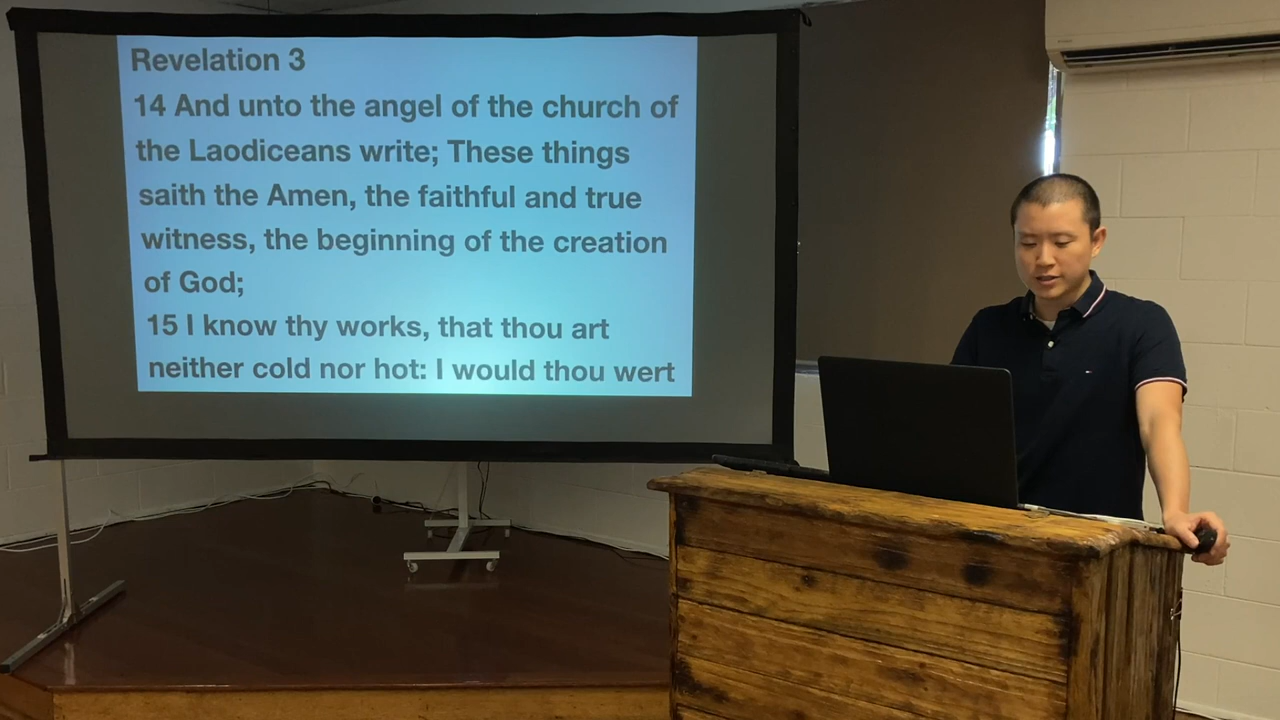 Revelation 3
14 And unto the angel of the church of
the Laodiceans write; These things
saith the Amen, the faithful and true
witness, the beginning of the creation
of God;
15 I know thy works, that thou art
neither cold nor hot: I would thou wert